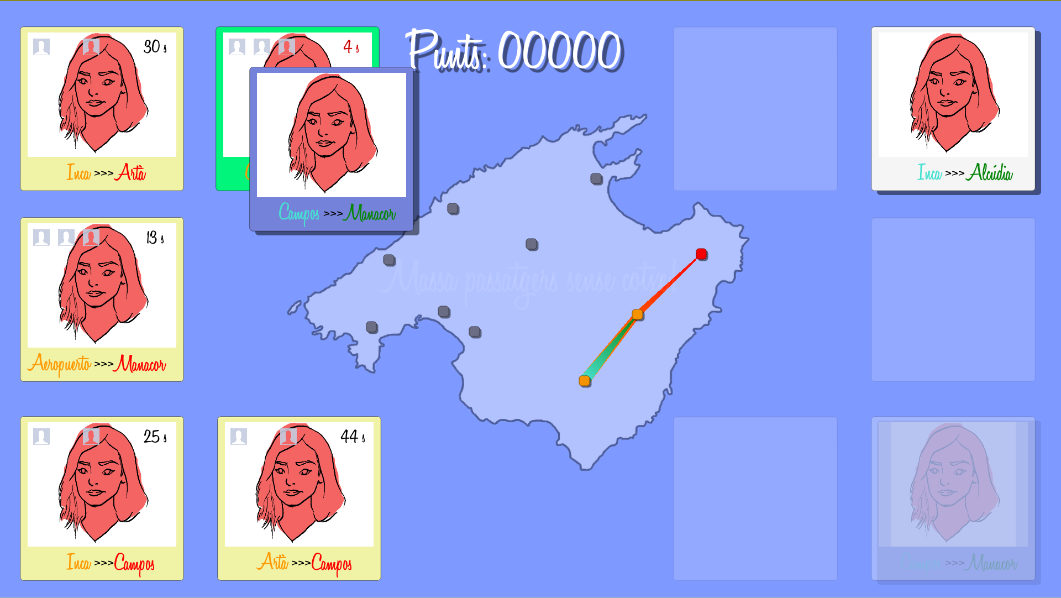 30 s
4 s
Punts: 00000
Inca >>> Artà
Campos >>> Manacor
Inca >>> Alcúdia
13 s
Massa passatgers sense cotxe
Aeropuerto >>> Manacor
25 s
44 s
Inca >>> Campos
Artà >>> Campos
>>> Manacor